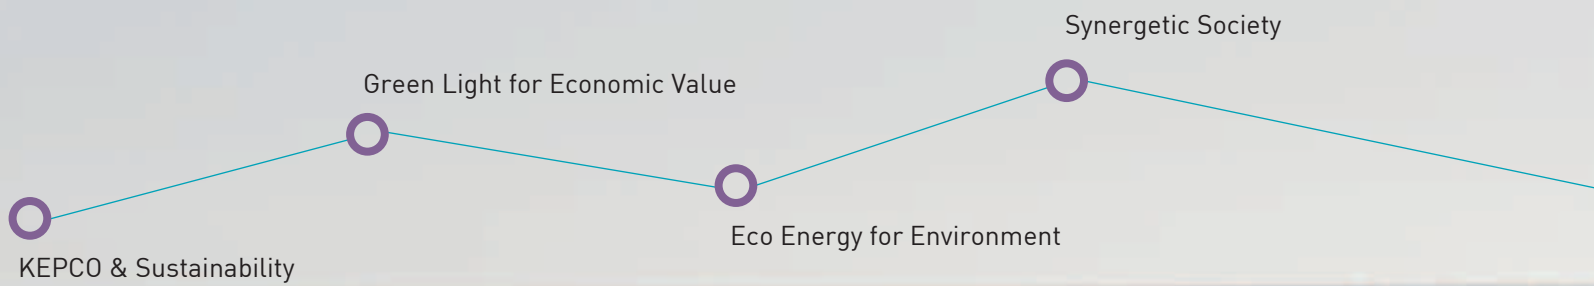 Synergetic Society
Green Light for Economic Value
Eco Energy for Environment
KEPCO & Sustainability